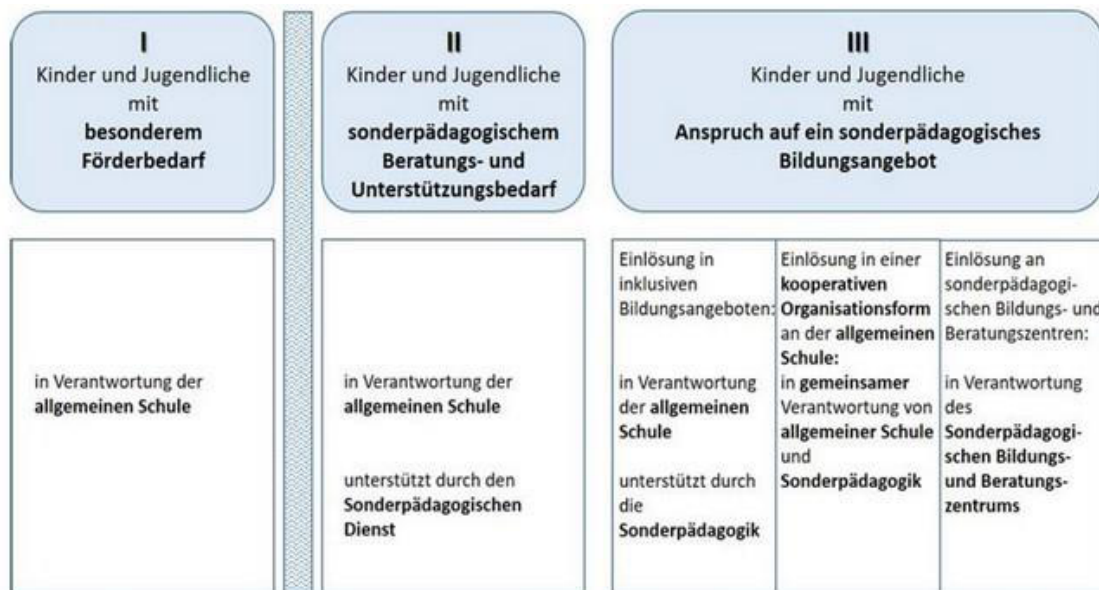 I
Kinder und Jugendliche
mit
besonderem
Förderbedarf
in Verantwortung der
allgemeinen Schule
II
Kinder und Jugendliche
mit
sonderpädagogischem
Beratungs- und
Unterstützungsbedarf
in Verantwortung der
allgemeinen Schule
unterstützt durch den
Sonderpädagogischen
Dienst
III
Kinder und Jugendliche
mit
Anspruch auf ein sonderpädagogisches
Bildungsangebot
Einlösung in
inklusiven
Bildungsangeboten:
in Verantwortung
der allgemeinen
Schule
unterstützt durch
die
Sonderpädagogik
Einlösung in einer
kooperativen
Organisationsform
an der allgemeinen
Schule:
in gemeinsamer
Verantwortung von
allgemeiner Schule
und
Sonderpädagogik
Einlösung an
sonderpädagogi-
schen Bildungs- und
Beratungszentren:
in Verantwortung
des
Sonderpädagogi-
schen Bildungs-
und Beratungs-
zentrums